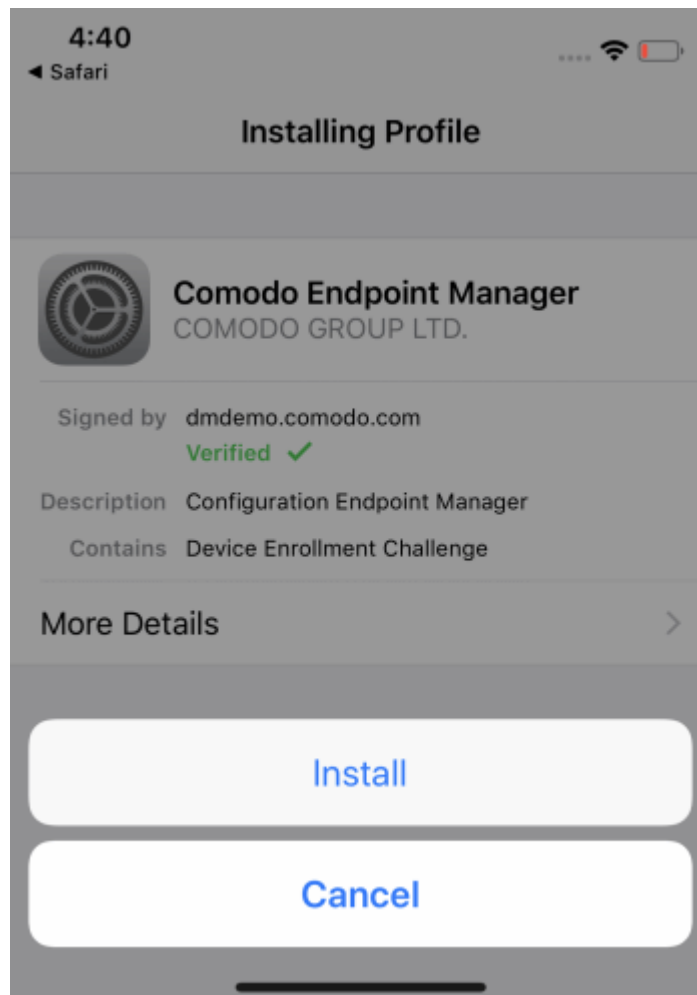 4:40
◀ Safari
Installing Profile
Comodo Endpoint Manager
COMODO GROUP LTD.
Signed by dmdemo.comodo.com
Verified ✓
Description Configuration Endpoint Manager
Contains Device Enrollment Challenge
More Details
Install
Cancel